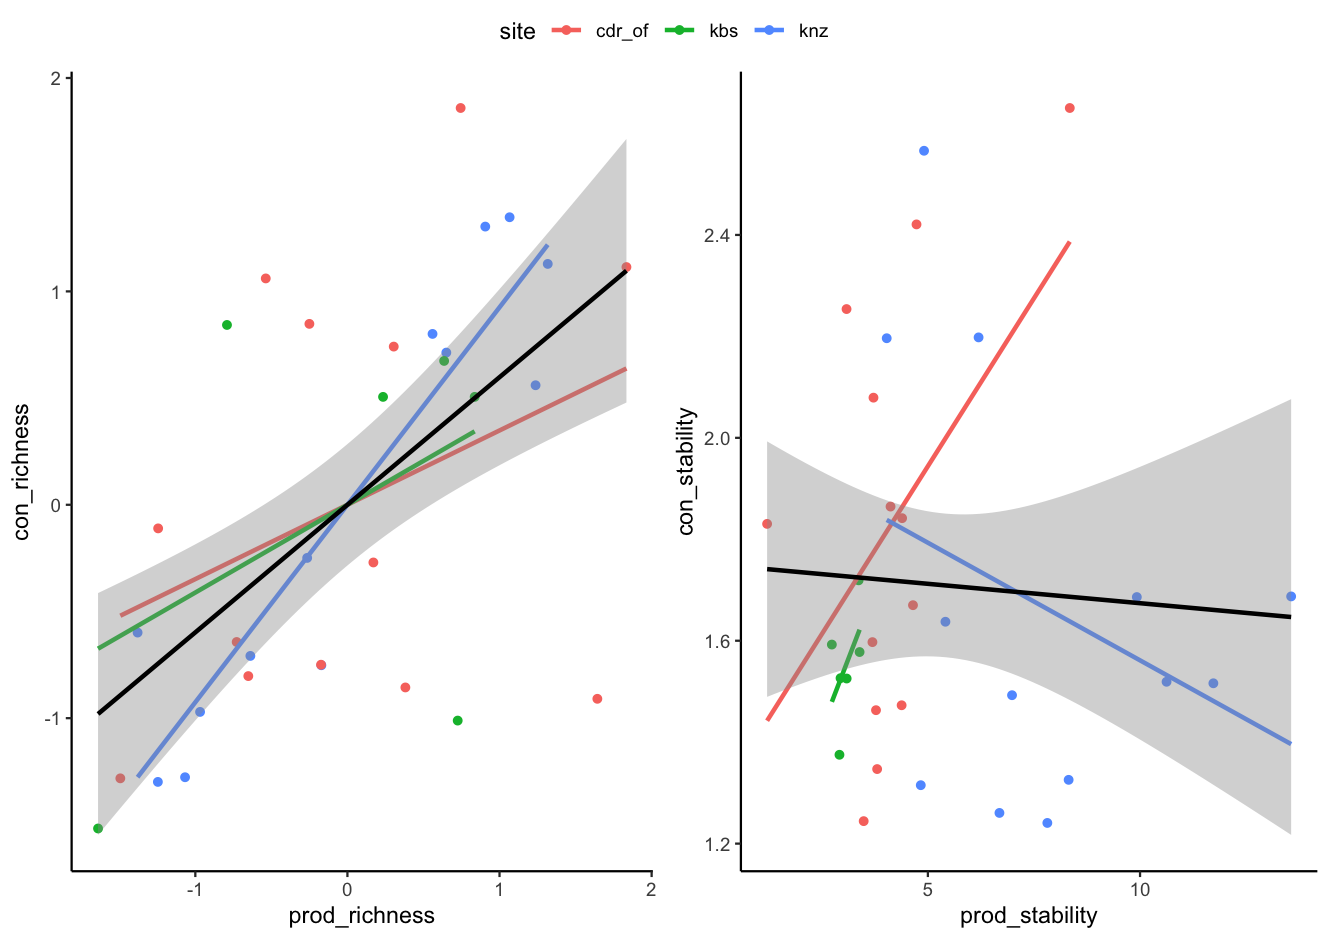 site cdr_of kbs knz
2
1
0
-1
con_richness
-1 0 1 2
prod_richness
2.4
2.0
1.6
1.2
con_stability
5 10
prod_stability